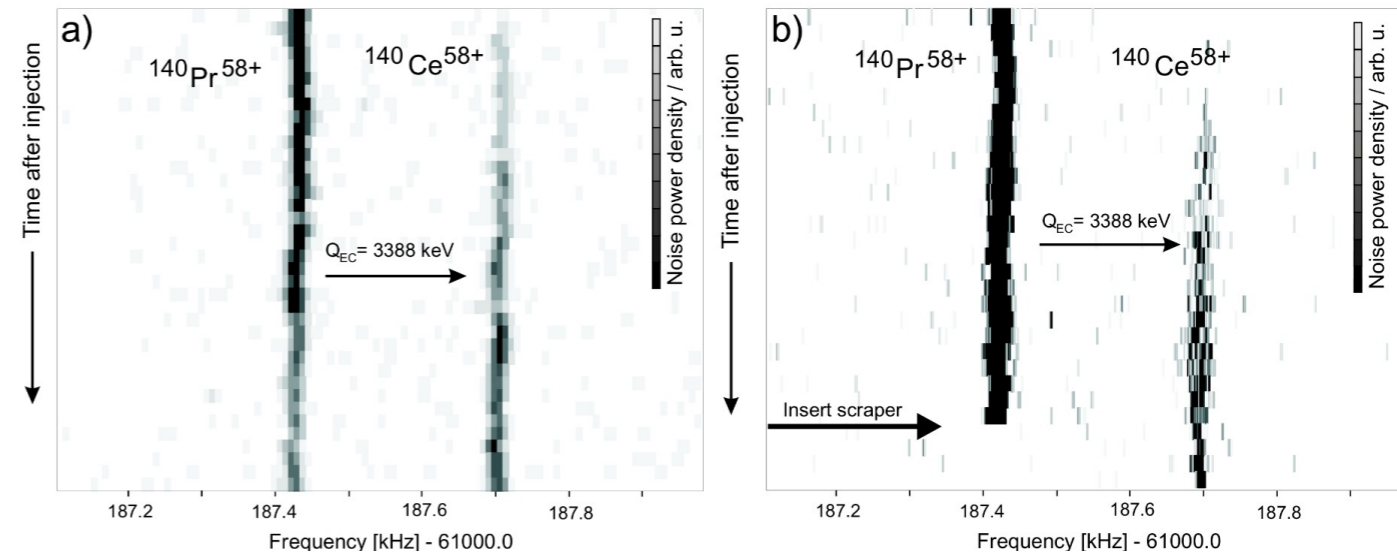 a)
140Pr58+
140Ce58+
Time after injection
QEC= 3388 keV
Noise power density / arb. u.
187.2 187.4 187.6 187.8
Frequency [kHz] - 61000.0
b)
140Pr58+
140Ce58+
Time after injection
QEC= 3388 keV
Insert scraper
Noise power density / arb. u.
187.2 187.4 187.6 187.8
Frequency [kHz] - 61000.0